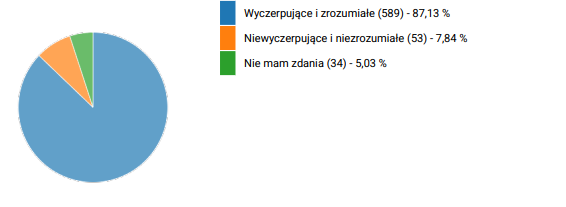 Wyczerpujące i zrozumiałe (589) - 87,13 %
Niewyczerpujące i niezrozumiałe (53) - 7,84 %
Nie mam zdania (34) - 5,03 %